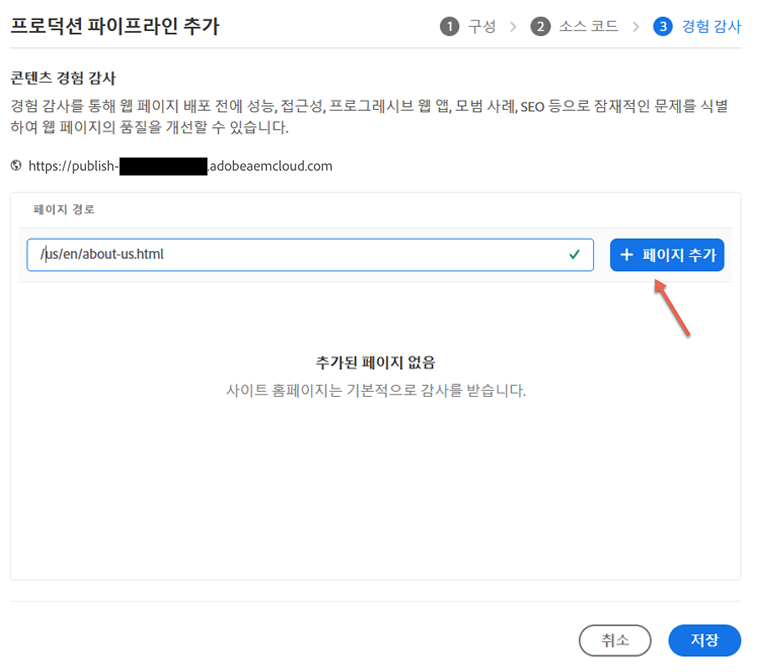 프로덕션 파이프라인 추가
1 구성 > 2 소스 코드 > 3 경험 감사
콘텐츠 경험 감사
경험 감사를 통해 웹 페이지 배포 전에 성능, 접근성, 프로그레시브 웹 앱, 모범 사례, SEO 등으로 잠재적인 문제를 식별
하여 웹 페이지의 품질을 개선할 수 있습니다.
https://publish- .adobeaemcloud.com
페이지 경로
/us/en/about-us.html
+ 페이지 추가
추가된 페이지 없음
사이트 홈페이지는 기본적으로 감사를 받습니다.
취소
저장